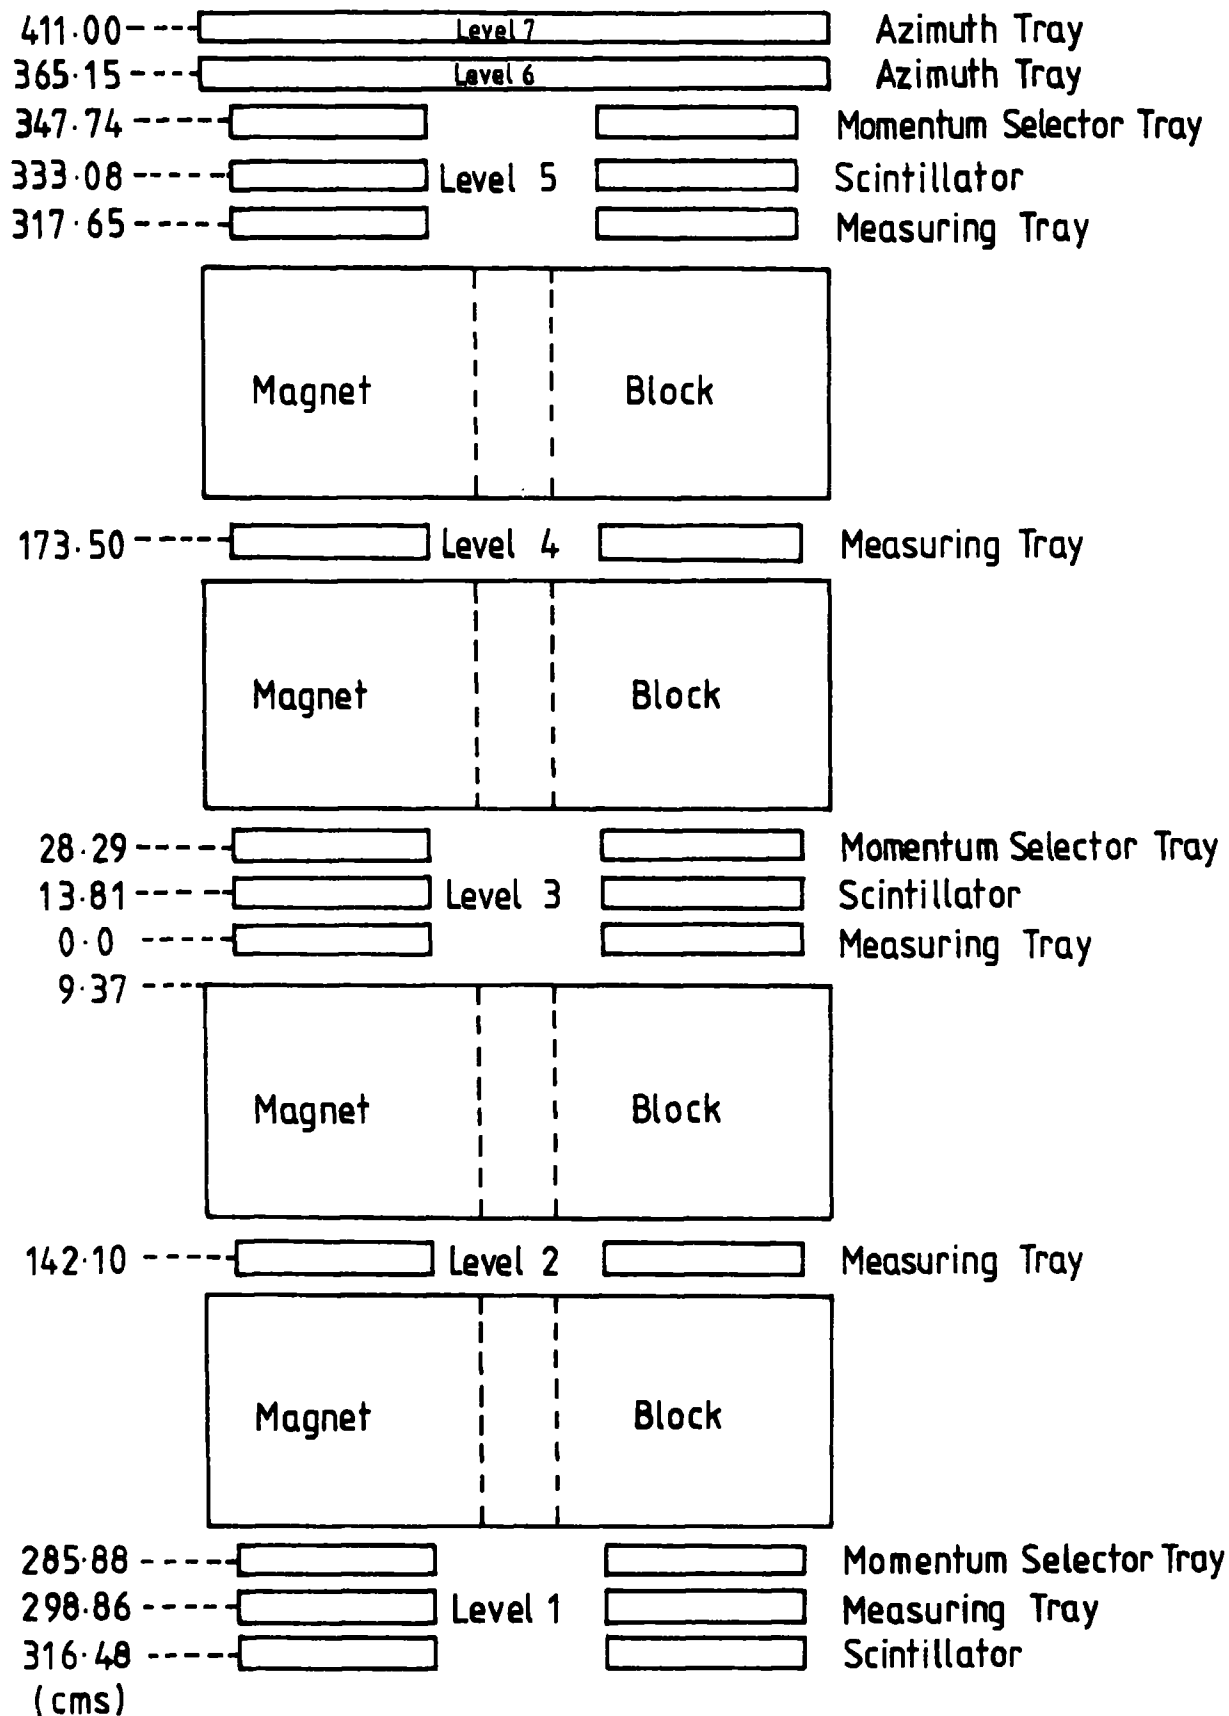 411.00 Level 7 Azimuth Tray
365.15 Level 6 Azimuth Tray
347.74 Momentum Selector Tray
333.08 Level 5 Scintillator
317.65 Measuring Tray
Magnet Block
173.50 Level 4 Measuring Tray
Magnet Block
28.29 Momentum Selector Tray
13.81 Level 3 Scintillator
0.0 Measuring Tray
9.37
Magnet Block
142.10 Level 2 Measuring Tray
Magnet Block
285.88 Momentum Selector Tray
298.86 Level 1 Measuring Tray
316.48 Scintillator
(cms)